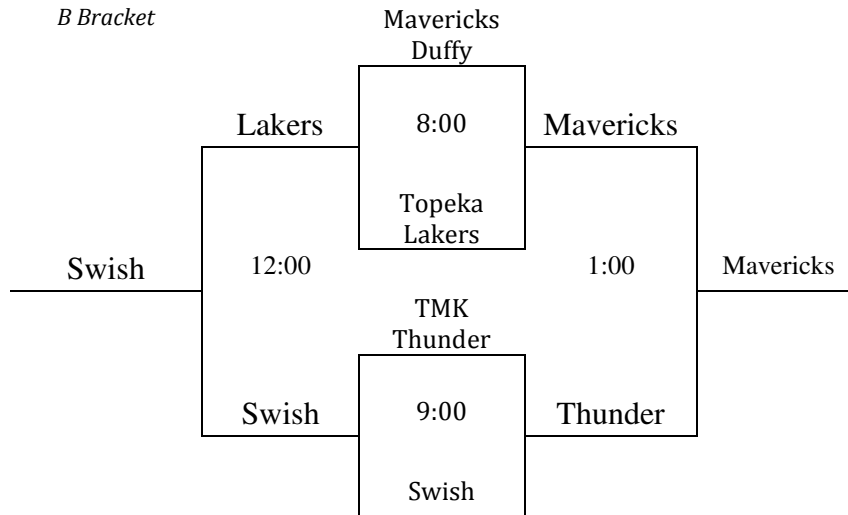 B Bracket
Mavericks
Duffy
Lakers
8:00
Mavericks
Topeka
Lakers
Swish
12:00
1:00
Mavericks
TMK
Thunder
Swish
9:00
Thunder
Swish